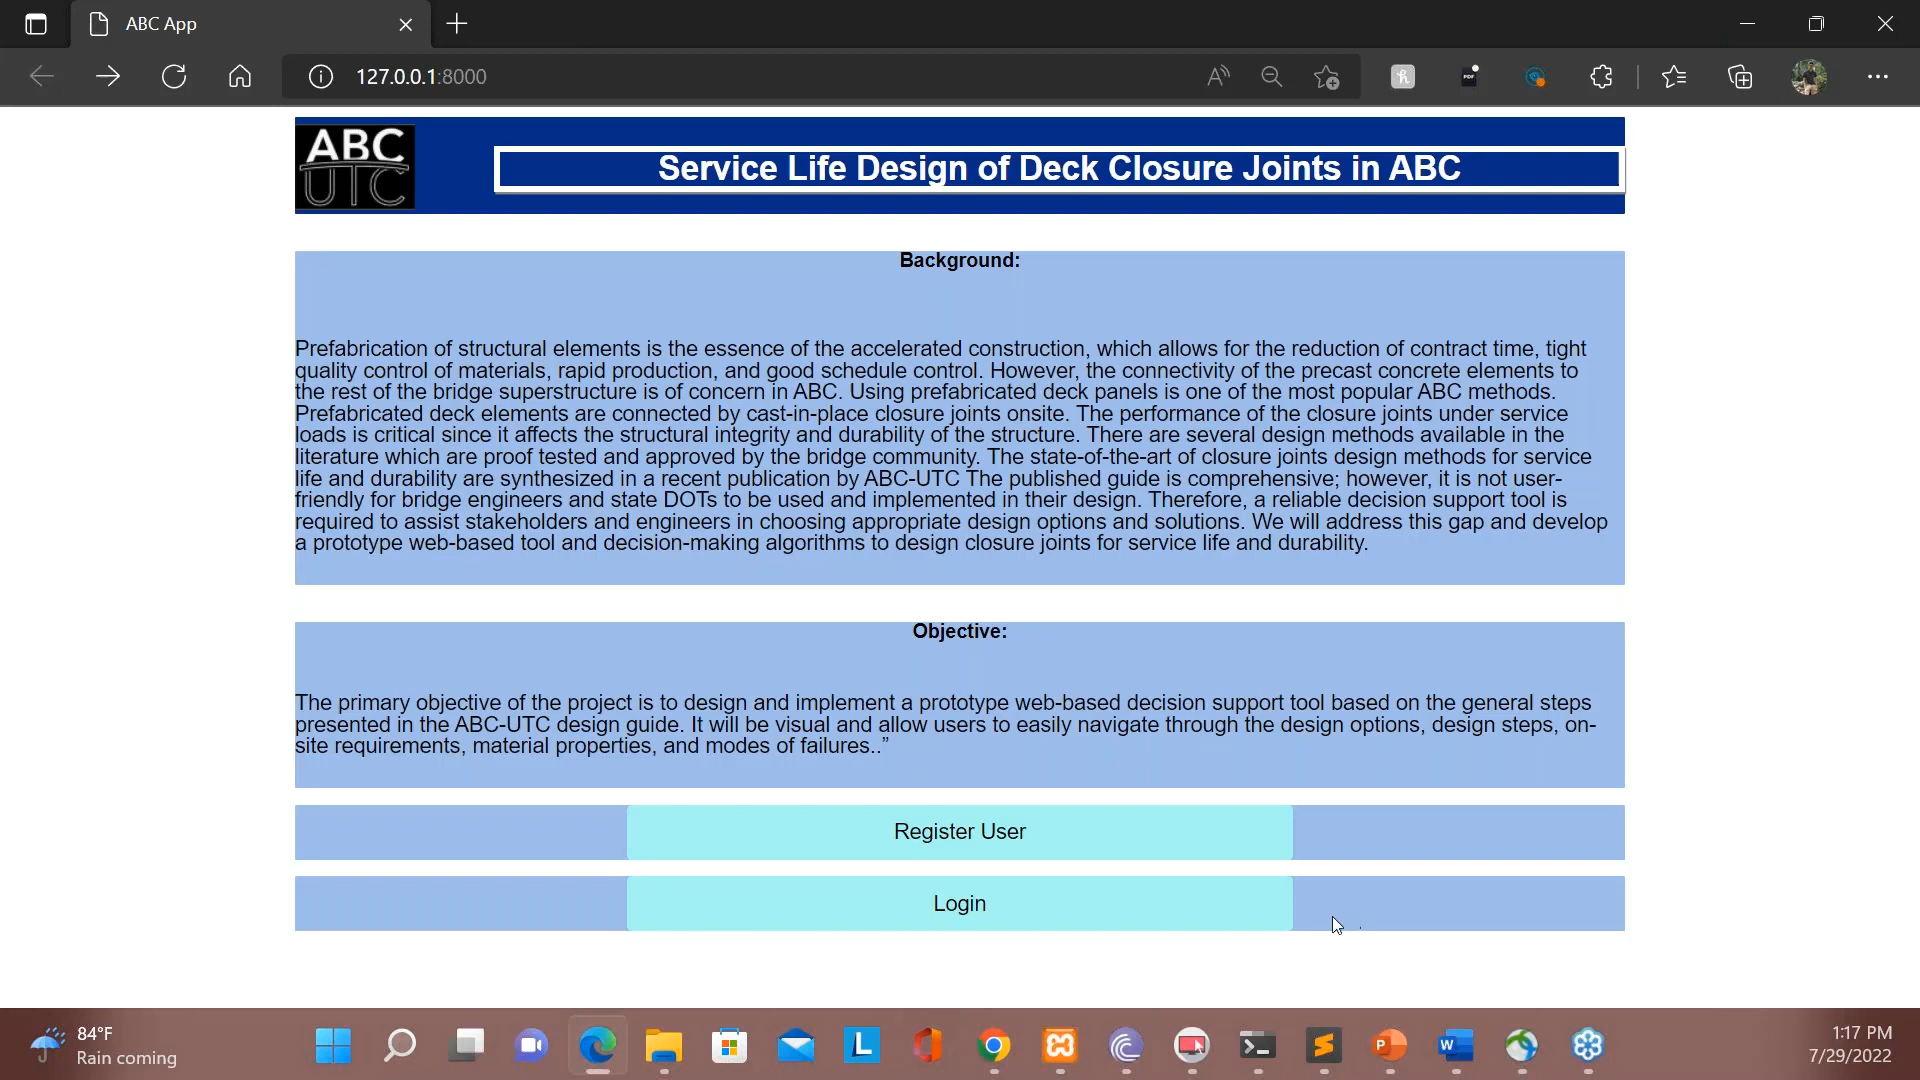 ABC App
127.0.0.1:8000
PDF
ABC
UTC
Service Life Design of Deck Closure Joints in ABC
Background:
Prefabrication of structural elements is the essence of the accelerated construction, which allows for the reduction of contract time, tight
quality control of materials, rapid production, and good schedule control. However, the connectivity of the precast concrete elements to
the rest of the bridge superstructure is of concern in ABC. Using prefabricated deck panels is one of the most popular ABC methods.
Prefabricated deck elements are connected by cast-in-place closure joints onsite. The performance of the closure joints under service
loads is critical since it affects the structural integrity and durability of the structure. There are several design methods available in the
literature which are proof tested and approved by the bridge community. The state-of-the-art of closure joints design methods for service
life and durability are synthesized in a recent publication by ABC-UTC The published guide is comprehensive; however, it is not user-
friendly for bridge engineers and state DOTs to be used and implemented in their design. Therefore, a reliable decision support tool is
required to assist stakeholders and engineers in choosing appropriate design options and solutions. We will address this gap and develop
a prototype web-based tool and decision-making algorithms to design closure joints for service life and durability.
Objective:
The primary objective of the project is to design and implement a prototype web-based decision support tool based on the general steps
presented in the ABC-UTC design guide. It will be visual and allow users to easily navigate through the design options, design steps, on-
site requirements, material properties, and modes of failures..”
Register User
Login
84°F
Rain coming
L
P
W
1:17 PM
7/29/2022